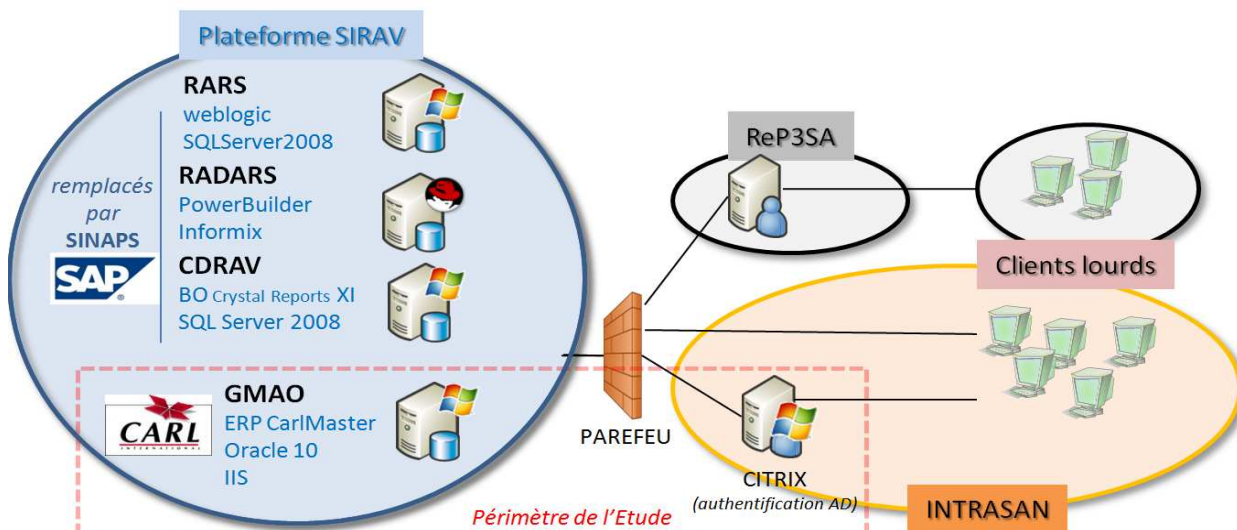 Plateforme SIRAV
RARS
weblogic
SQLServer2008
RADARS
PowerBuilder
Informix
CDRAV
BO Crystal Reports XI
SQL Server 2008
remplacés
par
SINAPS
SAP®
CARL
INTERNATIONAL
GMAO
ERP CarlMaster
Oracle 10
IIS
PAREFEU
ReP3SA
Clients lourds
CITRIX
(authentification AD)
INTRASAN
Périmètre de l'Etude